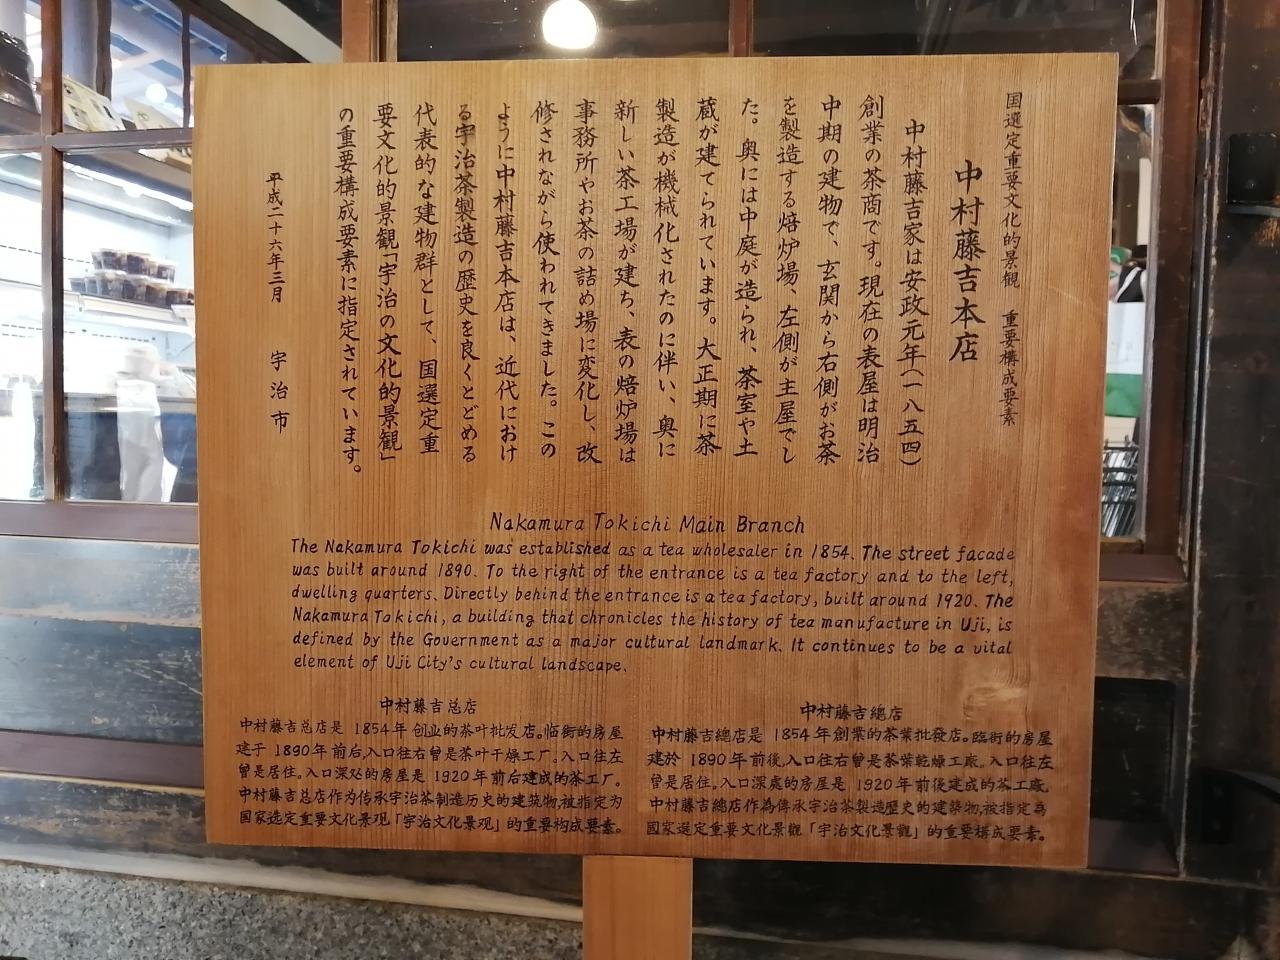 国選定重要文化的景観　重要構成要素
中村藤吉本店
中村藤吉家は安政元年(一八五四)
創業の茶商です。現在の表屋は明治
中期の建物で、玄関から右側がお茶
を製造する焙炉場、左側が主屋でし
た。奥には中庭が造られ、茶室や土
蔵が建てられています。大正期に茶
製造が機械化されたのに伴い、奥に
新しい茶工場が建ち、表の焙炉場は
事務所やお茶の詰め場に変化し、改
修されながら使われてきました。この
ように中村藤吉本店は、近代におけ
る宇治茶製造の歴史を良くとどめる
代表的な建物群として、国選定重
要文化的景観「宇治の文化的景観」
の重要構成要素に指定されています。
平成二十六年三月　宇治市
Nakamura Tokichi Main Branch
The Nakamura Tokichi was established as a tea wholesaler in 1854. The street facade
was built around 1890. To the right of the entrance is a tea factory and to the left,
dwelling quarters. Directly behind the entrance is a tea factory, built around 1920. The
Nakamura Tokichi, a building that chronicles the history of tea manufacture in Uji, is
defined by the Government as a major cultural landmark. It continues to be a vital
element of Uji City's cultural landscape.
中村藤吉总店
中村藤吉总店是 1854年 创业的茶叶批发店。临街的房屋
建于 1890年 前后,入口往右曾是茶叶干燥工厂。入口往左
曾是居住。入口深处的房屋是 1920年 前后建成的茶工厂。
中村藤吉总店作为传承宇治茶制造历史的建筑物,被指定为
国家选定重要文化景观「宇治文化景观」的重要构成要素。
中村藤吉總店
中村藤吉總店是 1854年 創業的茶葉批發店。臨街的房屋
建於 1890年 前後,入口往右曾是茶葉乾燥工廠。入口往左
曾是居住。入口深處的房屋是 1920年 前後建成的茶工廠。
中村藤吉總店作為傳承宇治茶製造歷史的建築物,被指定為
國家選定重要文化景觀「宇治文化景觀」的重要構成要素。